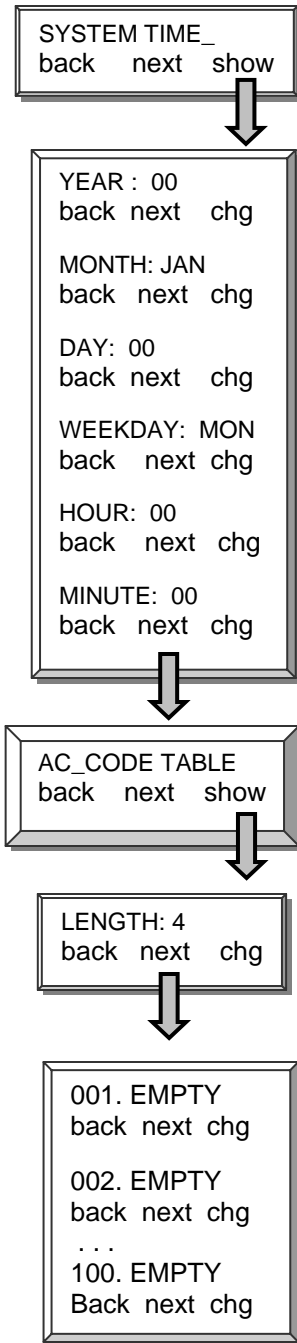 SYSTEM TIME_
back next show
YEAR : 00
back next chg
MONTH: JAN
back next chg
DAY: 00
back next chg
WEEKDAY: MON
back next chg
HOUR: 00
back next chg
MINUTE: 00
back next chg
AC_CODE TABLE
back next show
LENGTH: 4
back next chg
001. EMPTY
back next chg
002. EMPTY
back next chg
. . .
100. EMPTY
Back next chg